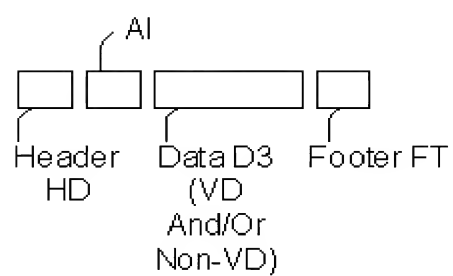 AI
Header Data D3 Footer FT
HD (VD
And/Or
Non-VD)